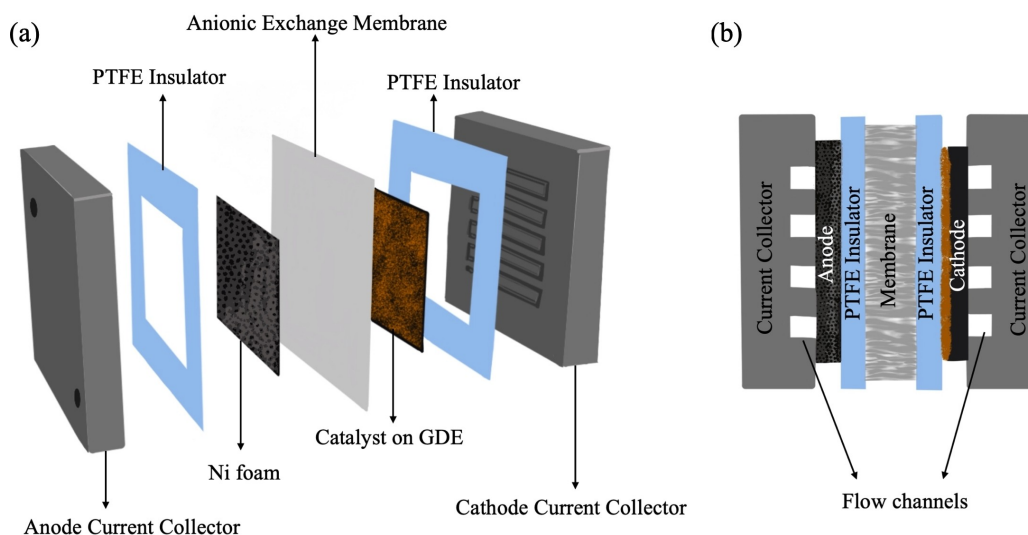 (a)
Anionic Exchange Membrane
PTFE Insulator
PTFE Insulator
Catalyst on GDE
Ni foam
Cathode Current Collector
Anode Current Collector
(b)
Current Collector
Anode
PTFE Insulator
Membrane
PTFE Insulator
Cathode
Current Collector
Flow channels